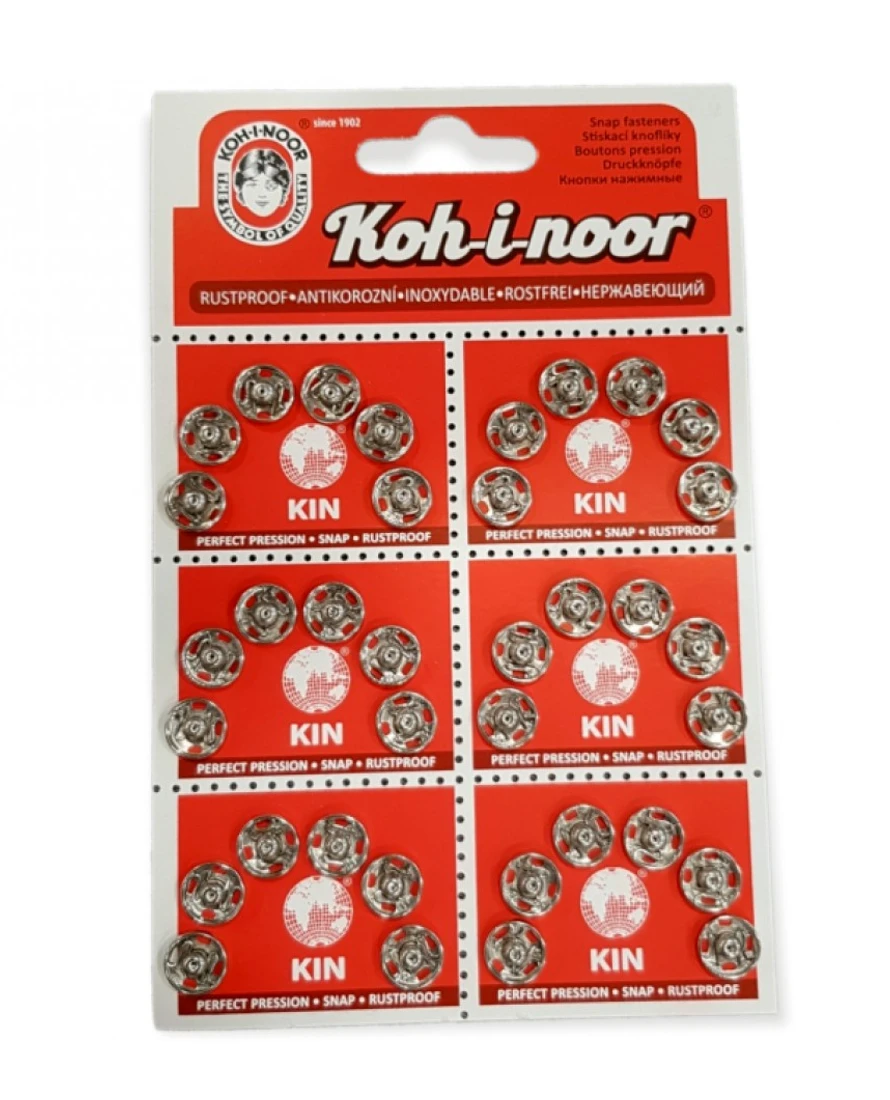 KOH-I-NOOR
THE SYMBOL OF QUALITY
® since 1902
Snap fasteners
Stiskací knoflíky
Boutons pression
Druckknöpfe
Кнопки нажимные
Koh-i-noor®
RUSTPROOF•ANTIKOROZNÍ•INOXYDABLE•ROSTFREI•НЕРЖАВЕЮЩИЙ
®
KIN
PERFECT PRESSION • SNAP • RUSTPROOF
®
KIN
PERFECT PRESSION • SNAP • RUSTPROOF
®
KIN
PERFECT PRESSION • SNAP • RUSTPROOF
®
KIN
PERFECT PRESSION • SNAP • RUSTPROOF
®
KIN
PERFECT PRESSION • SNAP • RUSTPROOF
®
KIN
PERFECT PRESSION • SNAP • RUSTPROOF